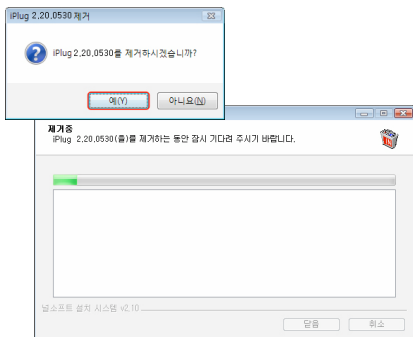 iPlug 2,20,0530 제거
iPlug 2,20,0530를 제거하시겠습니까?
예(Y)
아니요(N)
제거중
iPlug 2,20,0530(을)를 제거하는 동안 잠시 기다려 주시기 바랍니다.
널소프트 설치 시스템 v2,10
닫음
취소